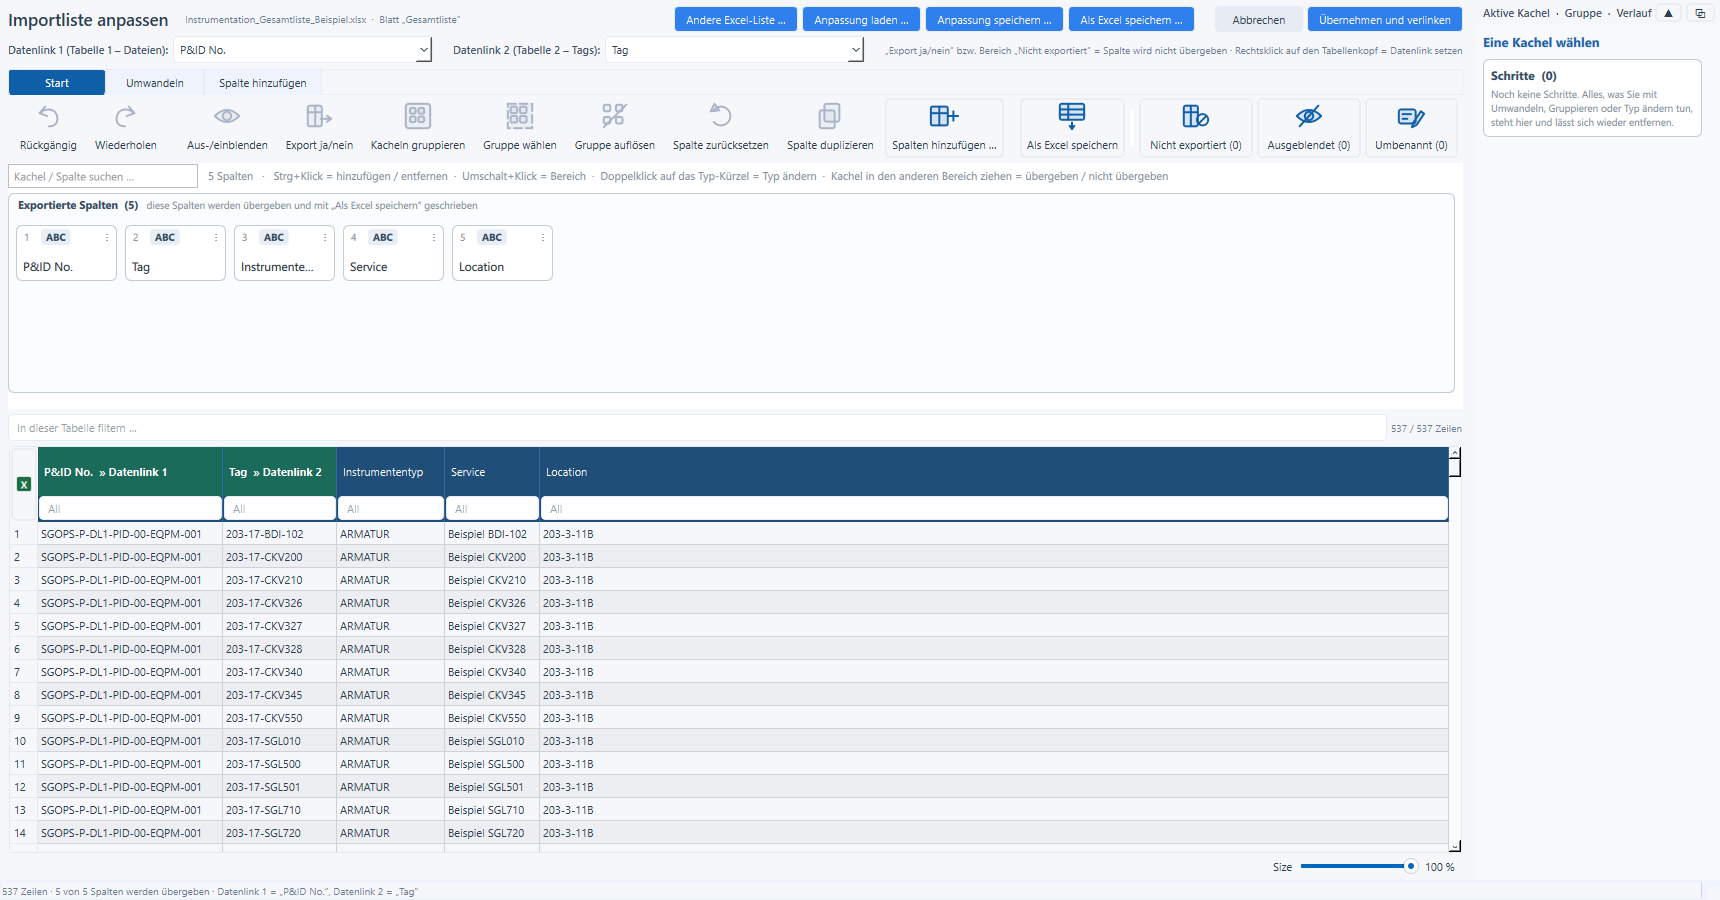 Importliste anpassen
Instrumentation_Gesamtliste_Beispiel.xlsx · Blatt „Gesamtliste“
Andere Excel-Liste ...
Anpassung laden ...
Anpassung speichern ...
Als Excel speichern ...
Abbrechen
Übernehmen und verlinken
Datenlink 1 (Tabelle 1 – Dateien): P&ID No.
Datenlink 2 (Tabelle 2 – Tags): Tag
„Export ja/nein“ bzw. Bereich „Nicht exportiert“ = Spalte wird nicht übergeben · Rechtsklick auf den Tabellenkopf = Datenlink setzen
Start
Umwandeln
Spalte hinzufügen
Rückgängig
Wiederholen
Aus-/einblenden
Export ja/nein
Kacheln gruppieren
Gruppe wählen
Gruppe auflösen
Spalte zurücksetzen
Spalte duplizieren
Spalten hinzufügen ...
Als Excel speichern
Nicht exportiert (0)
Ausgeblendet (0)
Umbenannt (0)
Kachel / Spalte suchen ...
5 Spalten · Strg+Klick = hinzufügen / entfernen · Umschalt+Klick = Bereich · Doppelklick auf das Typ-Kürzel = Typ ändern · Kachel in den anderen Bereich ziehen = übergeben / nicht übergeben
Exportierte Spalten (5) diese Spalten werden übergeben und mit „Als Excel speichern“ geschrieben
1 ABC
P&ID No.
2 ABC
Tag
3 ABC
Instrumente...
4 ABC
Service
5 ABC
Location
In dieser Tabelle filtern ...
537 / 537 Zeilen
X
P&ID No. » Datenlink 1 Tag » Datenlink 2 Instrumententyp Service Location
All All All All All
1 SGOPS-P-DL1-PID-00-EQPM-001 203-17-BDI-102 ARMATUR Beispiel BDI-102 203-3-11B
2 SGOPS-P-DL1-PID-00-EQPM-001 203-17-CKV200 ARMATUR Beispiel CKV200 203-3-11B
3 SGOPS-P-DL1-PID-00-EQPM-001 203-17-CKV210 ARMATUR Beispiel CKV210 203-3-11B
4 SGOPS-P-DL1-PID-00-EQPM-001 203-17-CKV326 ARMATUR Beispiel CKV326 203-3-11B
5 SGOPS-P-DL1-PID-00-EQPM-001 203-17-CKV327 ARMATUR Beispiel CKV327 203-3-11B
6 SGOPS-P-DL1-PID-00-EQPM-001 203-17-CKV328 ARMATUR Beispiel CKV328 203-3-11B
7 SGOPS-P-DL1-PID-00-EQPM-001 203-17-CKV340 ARMATUR Beispiel CKV340 203-3-11B
8 SGOPS-P-DL1-PID-00-EQPM-001 203-17-CKV345 ARMATUR Beispiel CKV345 203-3-11B
9 SGOPS-P-DL1-PID-00-EQPM-001 203-17-CKV550 ARMATUR Beispiel CKV550 203-3-11B
10 SGOPS-P-DL1-PID-00-EQPM-001 203-17-SGL010 ARMATUR Beispiel SGL010 203-3-11B
11 SGOPS-P-DL1-PID-00-EQPM-001 203-17-SGL500 ARMATUR Beispiel SGL500 203-3-11B
12 SGOPS-P-DL1-PID-00-EQPM-001 203-17-SGL501 ARMATUR Beispiel SGL501 203-3-11B
13 SGOPS-P-DL1-PID-00-EQPM-001 203-17-SGL710 ARMATUR Beispiel SGL710 203-3-11B
14 SGOPS-P-DL1-PID-00-EQPM-001 203-17-SGL720 ARMATUR Beispiel SGL720 203-3-11B
Size 100 %
537 Zeilen · 5 von 5 Spalten werden übergeben · Datenlink 1 = „P&ID No.“, Datenlink 2 = „Tag“
Aktive Kachel · Gruppe · Verlauf
Eine Kachel wählen
Schritte (0)
Noch keine Schritte. Alles, was Sie mit
Umwandeln, Gruppieren oder Typ ändern tun,
steht hier und lässt sich wieder entfernen.